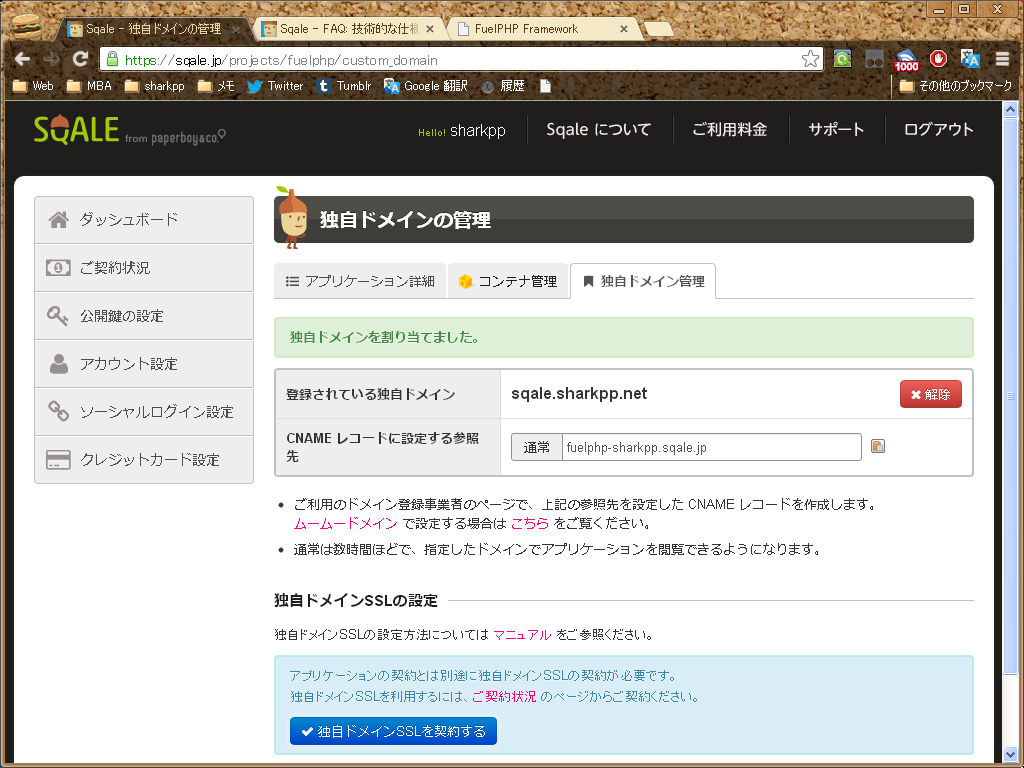 Sqale - 独自ドメインの管理
Sqale - FAQ: 技術的な仕様
FuelPHP Framework
https://sqale.jp/projects/fuelphp/custom_domain
1000
Web
MBA
sharkpp
メモ
Twitter
Tumblr
Google 翻訳
履歴
その他のブックマーク
SQALE from paperboy&co.
Hello! sharkpp
Sqale について
ご利用料金
サポート
ログアウト
ダッシュボード
ご契約状況
公開鍵の設定
アカウント設定
ソーシャルログイン設定
クレジットカード設定
独自ドメインの管理
アプリケーション詳細
コンテナ管理
独自ドメイン管理
独自ドメインを割り当てました。
登録されている独自ドメイン
sqale.sharkpp.net
解除
CNAME レコードに設定する参照
先
通常
fuelphp-sharkpp.sqale.jp
• ご利用のドメイン登録事業者のページで、上記の参照先を設定した CNAME レコードを作成します。
ムームードメイン で設定する場合は こちら をご覧ください。
• 通常は数時間ほどで、指定したドメインでアプリケーションを閲覧できるようになります。
独自ドメインSSLの設定
独自ドメインSSLの設定方法については マニュアル をご参照ください。
アプリケーションの契約とは別途に独自ドメインSSLの契約が必要です。
独自ドメインSSLを利用するには、ご契約状況 のページからご契約ください。
独自ドメインSSLを契約する